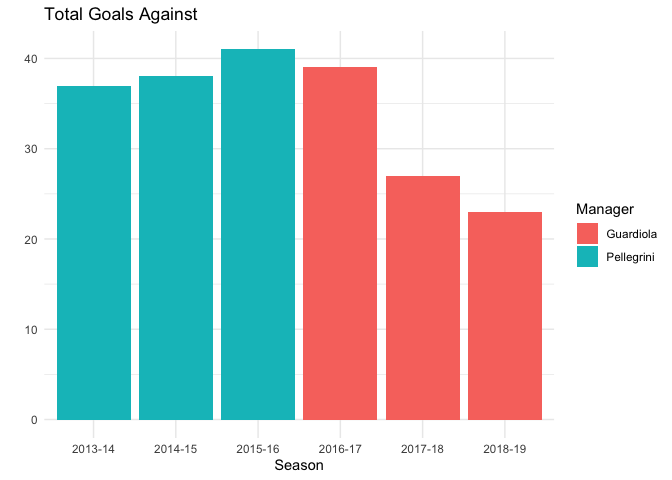 Total Goals Against
40
30
20
10
0
2013-14 2014-15 2015-16 2016-17 2017-18 2018-19
Season
Manager
Guardiola
Pellegrini